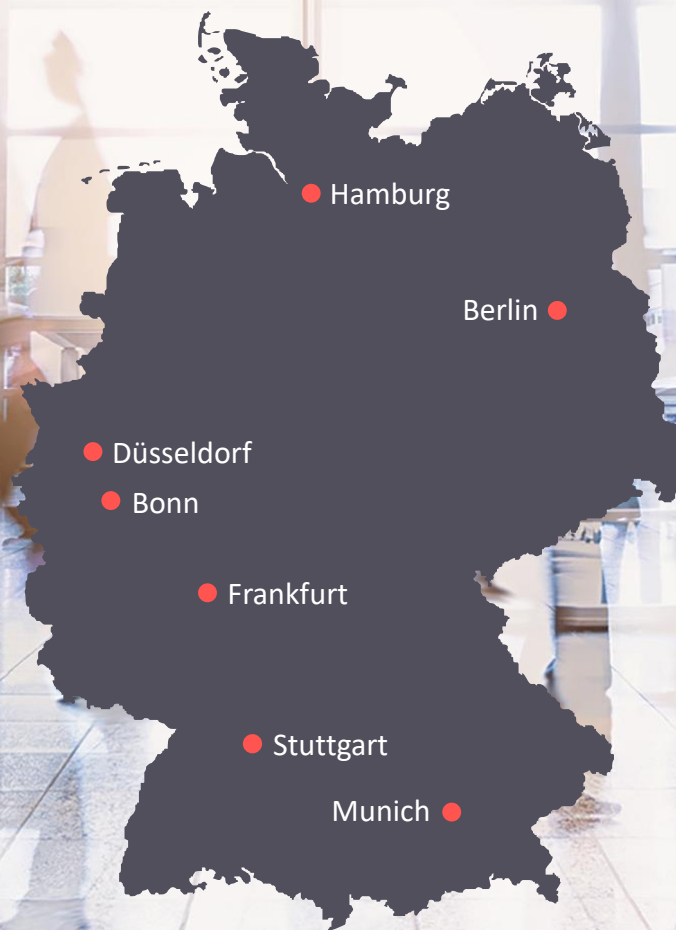 Hamburg
Berlin
Düsseldorf
Bonn
Frankfurt
Stuttgart
Munich